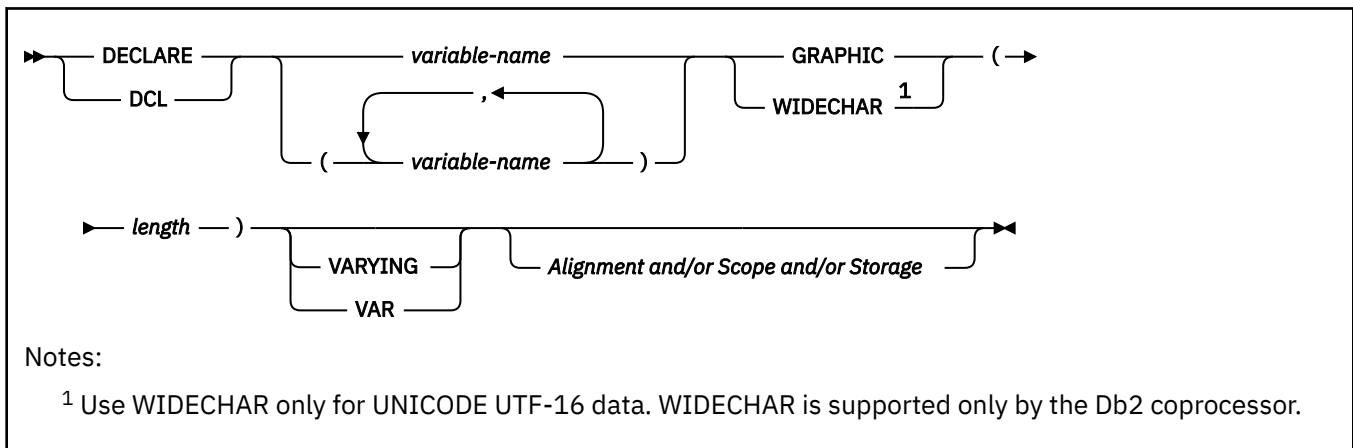 DECLARE variable-name GRAPHIC (
DCL , WIDECHAR 1
( variable-name )
length )
VARYING Alignment and/or Scope and/or Storage
VAR
Notes:
1 Use WIDECHAR only for UNICODE UTF-16 data. WIDECHAR is supported only by the Db2 coprocessor.